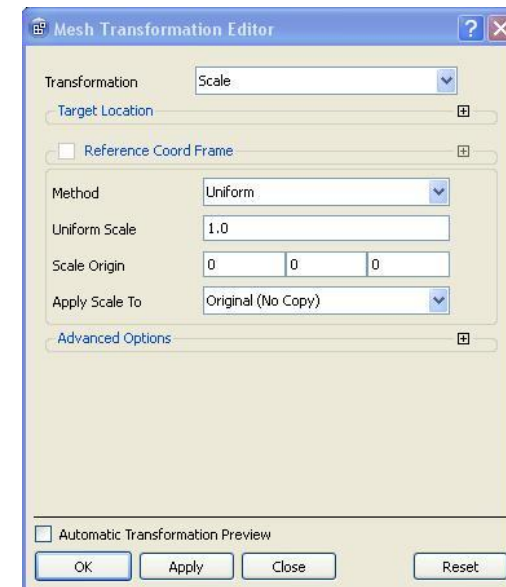 Mesh Transformation Editor
Transformation Scale
Target Location
Reference Coord Frame
Method Uniform
Uniform Scale 1.0
Scale Origin 0 0 0
Apply Scale To Original (No Copy)
Advanced Options
Automatic Transformation Preview
OK Apply Close Reset